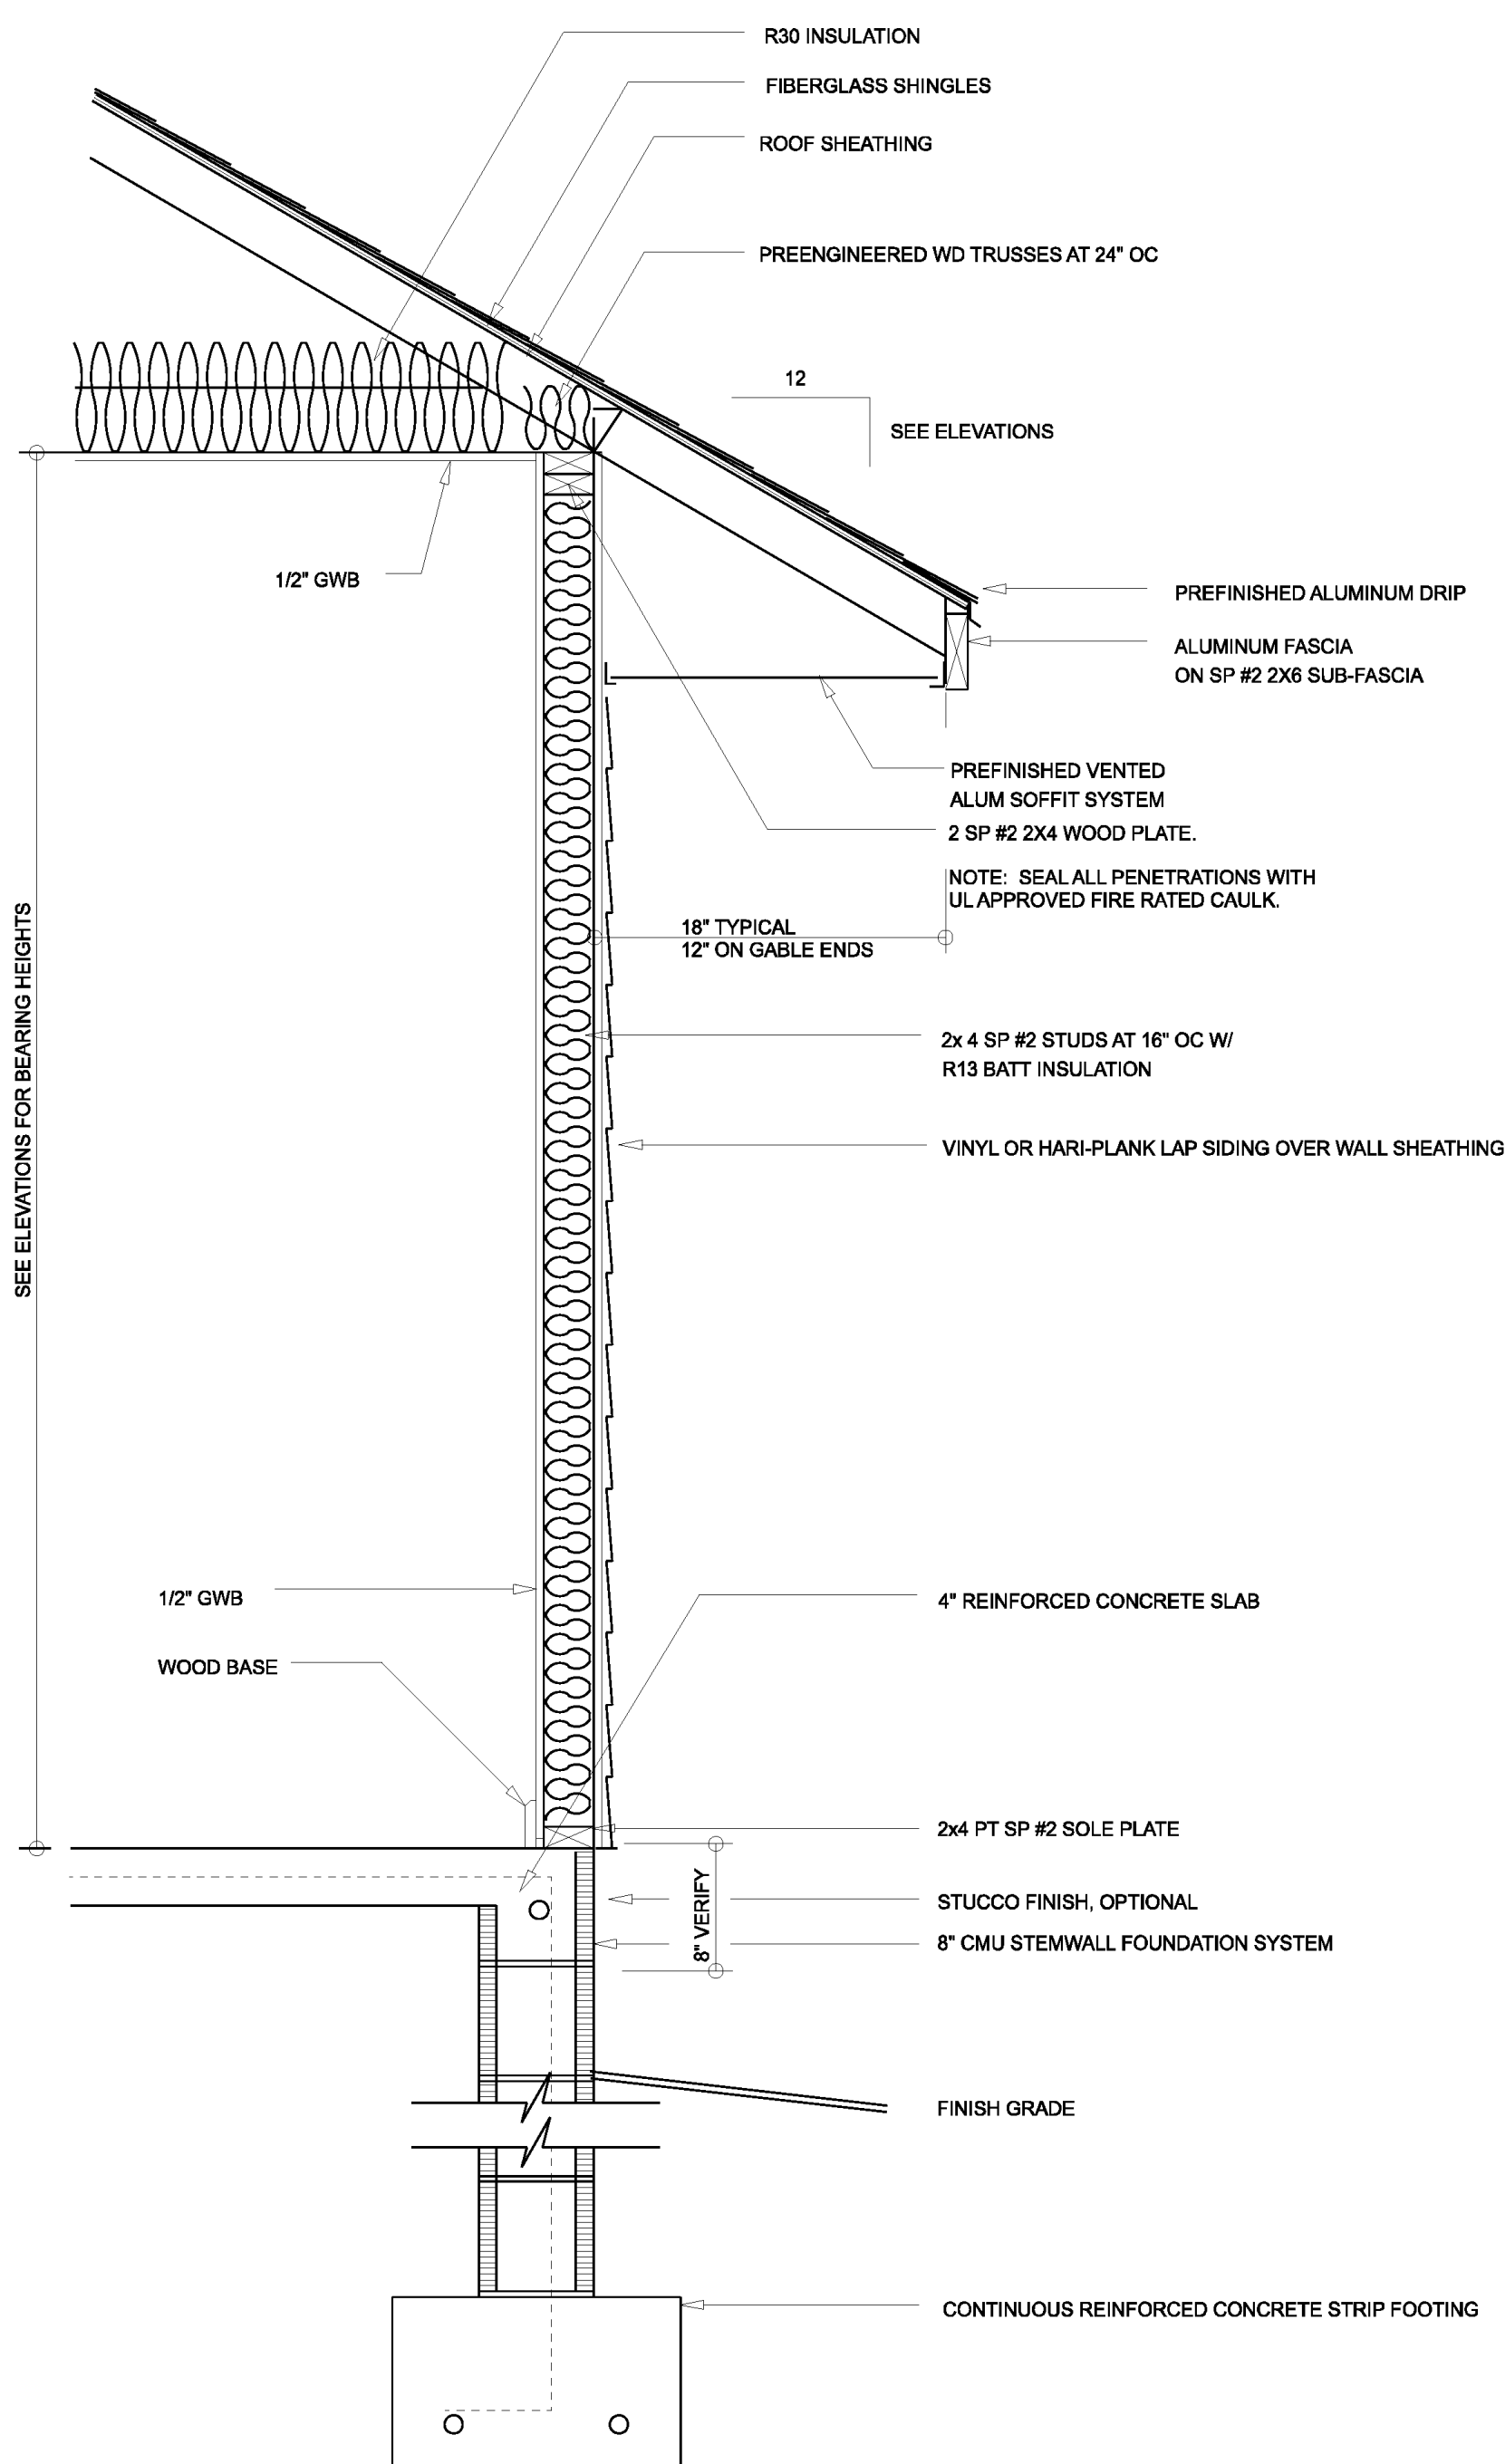 R30 INSULATION
FIBERGLASS SHINGLES
ROOF SHEATHING
PREENGINEERED WD TRUSSES AT 24" OC
12
SEE ELEVATIONS
1/2" GWB
PREFINISHED ALUMINUM DRIP
ALUMINUM FASCIA
ON SP #2 2X6 SUB-FASCIA
PREFINISHED VENTED
ALUM SOFFIT SYSTEM
2 SP #2 2X4 WOOD PLATE.
NOTE: SEAL ALL PENETRATIONS WITH
UL APPROVED FIRE RATED CAULK.
18" TYPICAL
12" ON GABLE ENDS
SEE ELEVATIONS FOR BEARING HEIGHTS
2x 4 SP #2 STUDS AT 16" OC W/
R13 BATT INSULATION
VINYL OR HARI-PLANK LAP SIDING OVER WALL SHEATHING
1/2" GWB
4" REINFORCED CONCRETE SLAB
WOOD BASE
2x4 PT SP #2 SOLE PLATE
8" VERIFY
STUCCO FINISH, OPTIONAL
8" CMU STEMWALL FOUNDATION SYSTEM
FINISH GRADE
CONTINUOUS REINFORCED CONCRETE STRIP FOOTING